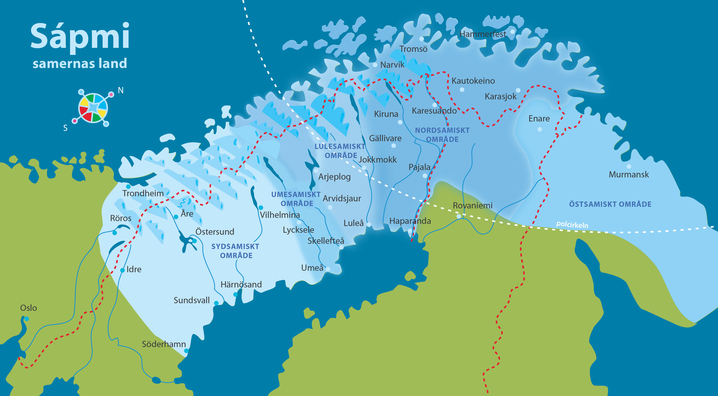 Sápmi
samernas land
N
S
Hammerfest
Tromsö
Narvik
Kautokeino
Karasjok
Karesuando
Kiruna
Enare
NORDSAMISKT
OMRÅDE
Gällivare
LULESAMISKT
OMRÅDE
Jokkmokk
Pajala
Murmansk
Arjeplog
Trondheim
UMESAMISKT
OMRÅDE
Arvidsjaur
Rovaniemi
ÖSTSAMISKT OMRÅDE
Röros
Åre
Vilhelmina
Luleå
Haparanda
polcirkeln
Östersund
Lycksele
Skellefteå
SYDSAMISKT
OMRÅDE
Idre
Umeå
Härnösand
Sundsvall
Oslo
Söderhamn